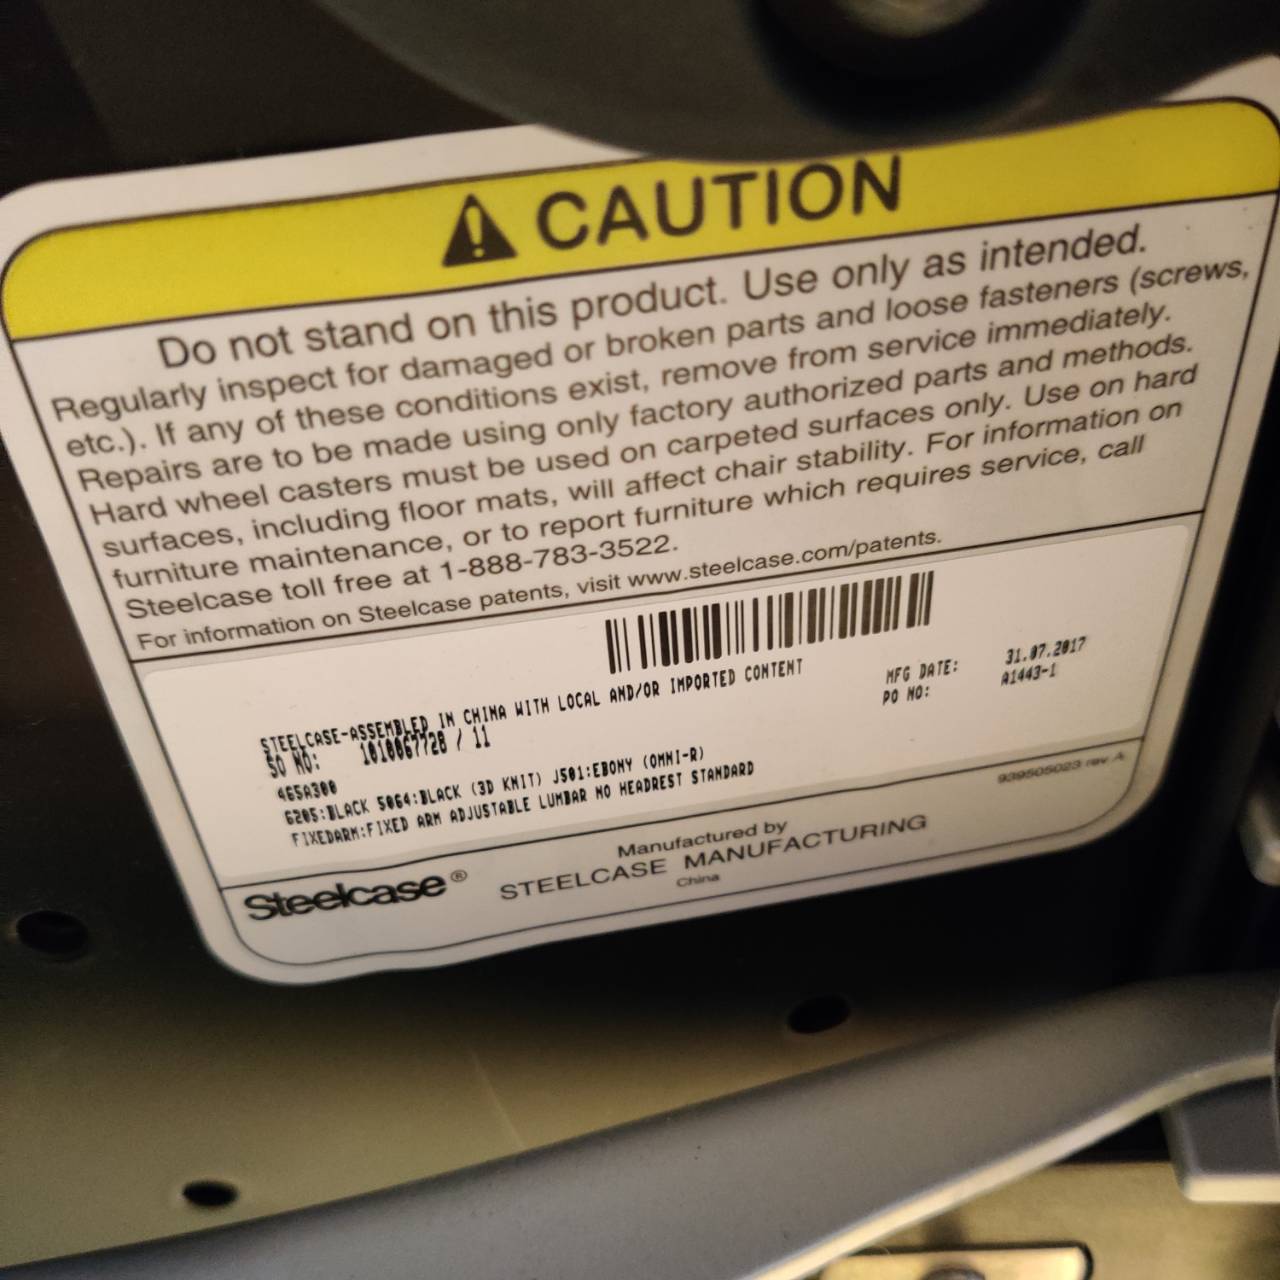 CAUTION
Do not stand on this product. Use only as intended.
Regularly inspect for damaged or broken parts and loose fasteners (screws,
etc.). If any of these conditions exist, remove from service immediately.
Repairs are to be made using only factory authorized parts and methods.
Hard wheel casters must be used on carpeted surfaces only. Use on hard
surfaces, including floor mats, will affect chair stability. For information on
furniture maintenance, or to report furniture which requires service, call
Steelcase toll free at 1-888-783-3522.
For information on Steelcase patents, visit www.steelcase.com/patents.
STEELCASE-ASSEMBLED IN CHINA WITH LOCAL AND/OR IMPORTED CONTENT
MFG DATE: 31.07.2017
SO NO: 1010067728 / 11
PO NO: A1443-1
465A300
6205:BLACK 5064:BLACK (3D KNIT) J501:EBONY (OMNI-R)
FIXEDARM:FIXED ARM ADJUSTABLE LUMBAR NO HEADREST STANDARD
939505023 rev A
Steelcase®
Manufactured by
STEELCASE MANUFACTURING
China